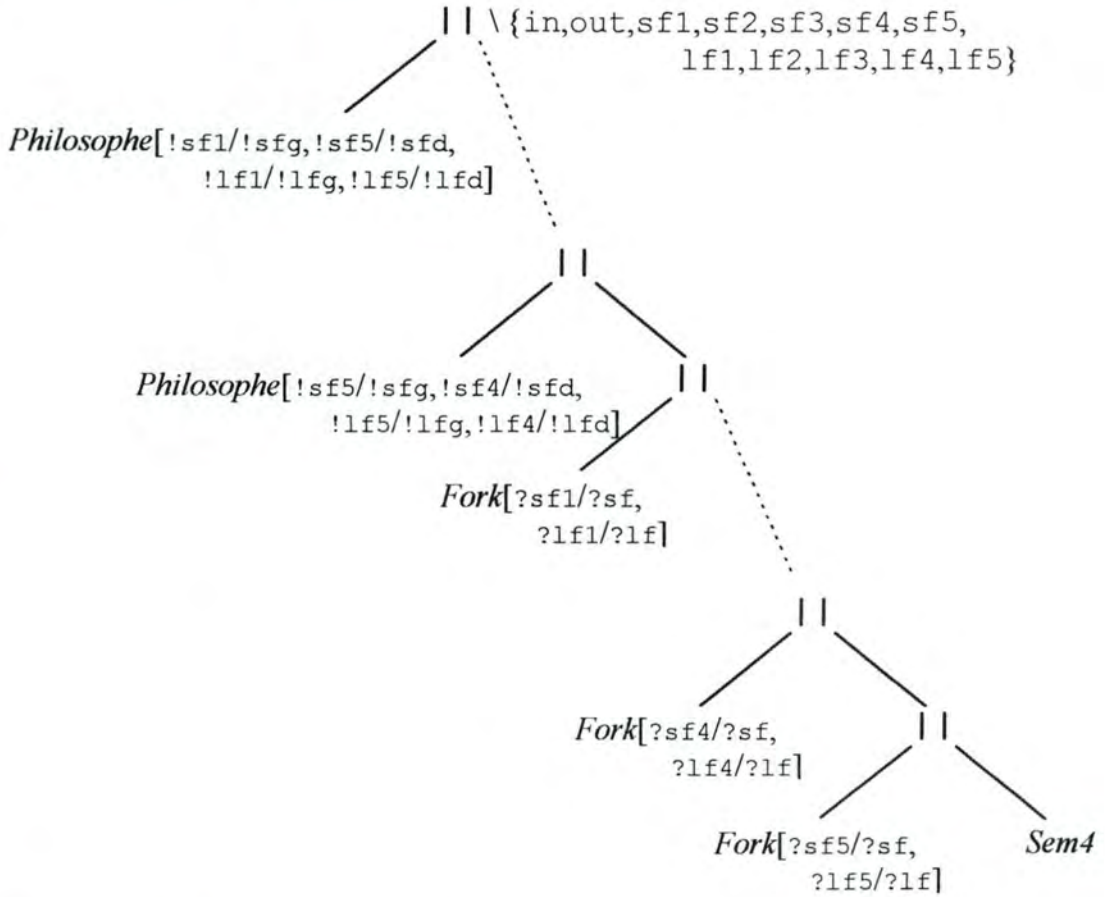 || \{in,out,sf1,sf2,sf3,sf4,sf5,
lf1,lf2,lf3,lf4,lf5}
Philosophe[!sf1/!sfg,!sf5/!sfd,
!lf1/!lfg,!lf5/!lfd]
||
Philosophe[!sf5/!sfg,!sf4/!sfd,
!lf5/!lfg,!lf4/!lfd]
||
Fork[?sf1/?sf,
?lf1/?lf]
||
Fork[?sf4/?sf,
?lf4/?lf]
||
Fork[?sf5/?sf,
?lf5/?lf]
Sem4